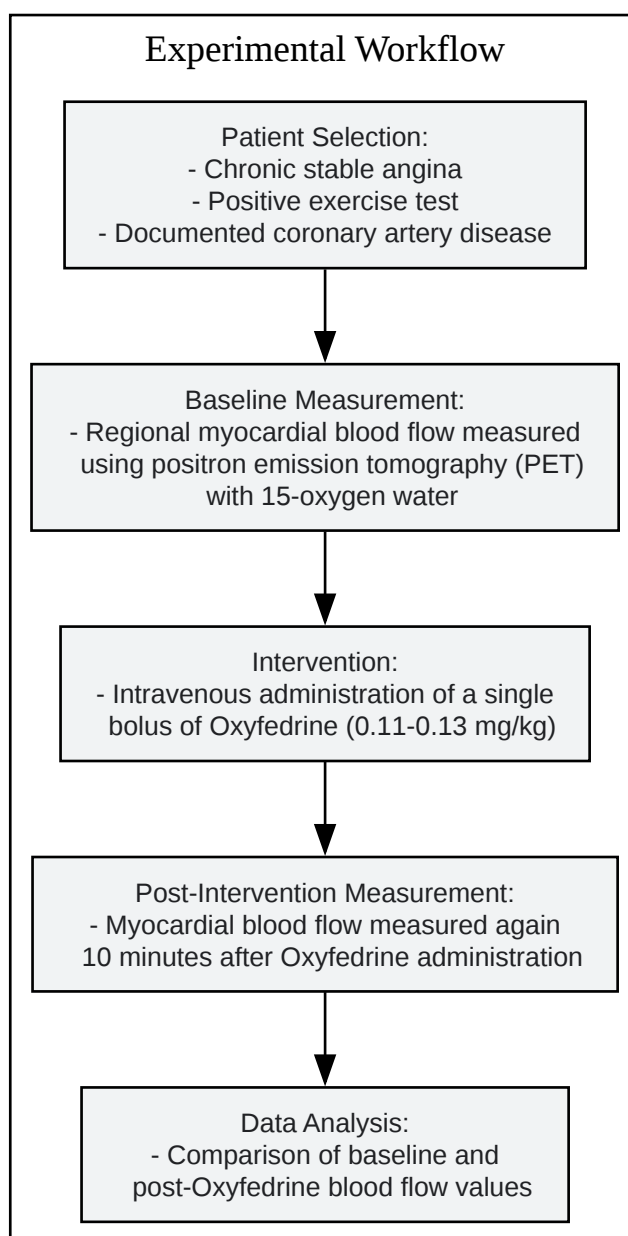 Experimental Workflow
Patient Selection:
- Chronic stable angina
- Positive exercise test
- Documented coronary artery disease
Baseline Measurement:
- Regional myocardial blood flow measured
using positron emission tomography (PET)
with 15-oxygen water
Intervention:
- Intravenous administration of a single
bolus of Oxyfedrine (0.11-0.13 mg/kg)
Post-Intervention Measurement:
- Myocardial blood flow measured again
10 minutes after Oxyfedrine administration
Data Analysis:
- Comparison of baseline and
post-Oxyfedrine blood flow values